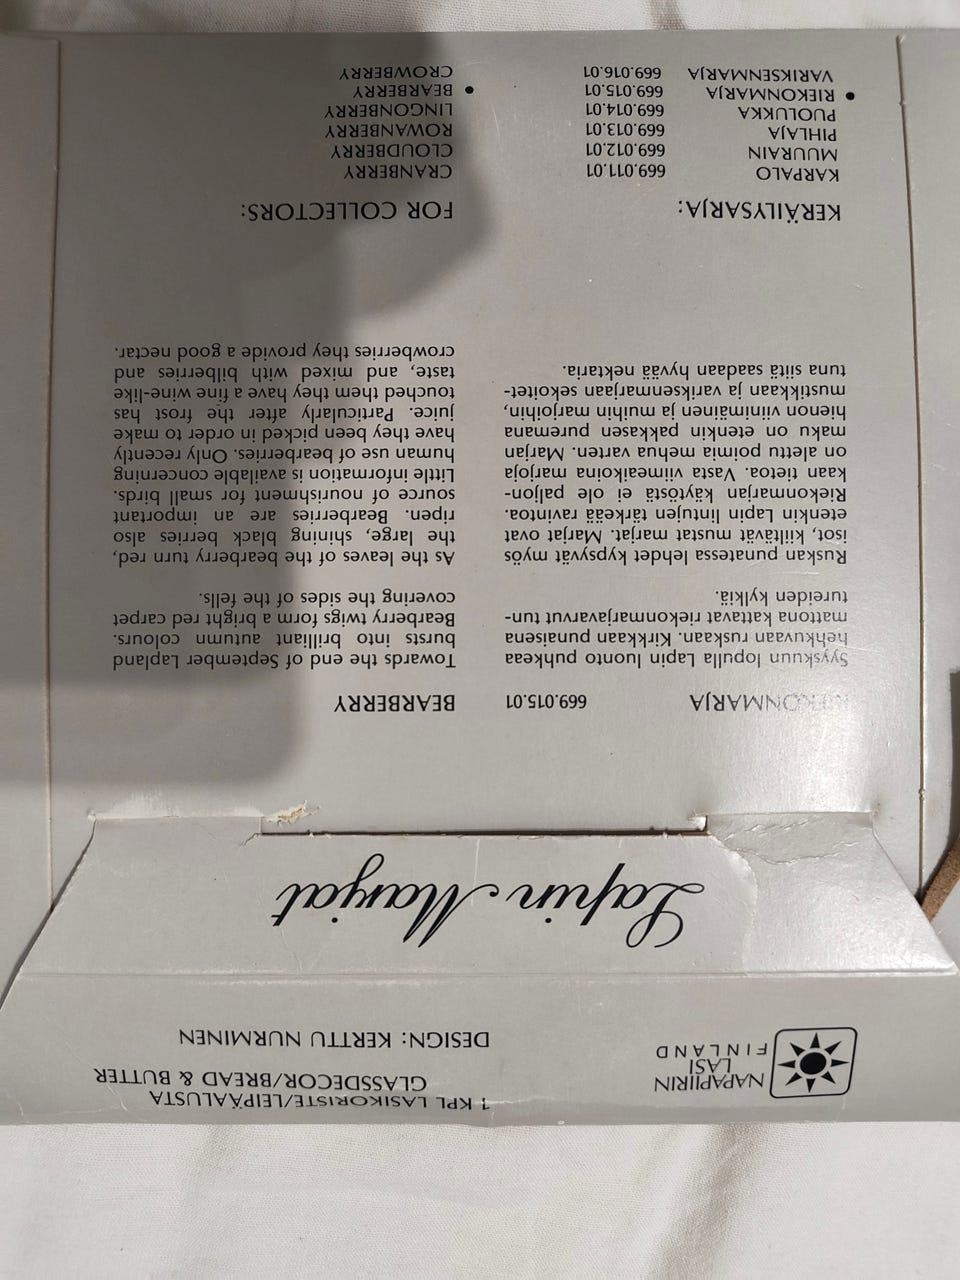 1 KPL LASIKORISTE/LEIPÄALUSTA
GLASSDECOR/BREAD & BUTTER
DESIGN: KERTTU NURMINEN
NAPAPIIRIN
LASI
FINLAND
Lapin Marjat
RIEKONMARJA 669.015.01
Syyskuun lopulla Lapin luonto puhkeaa
hehkuvaan ruskaan. Kirkkaan punaisena
mattona kattavat riekonmarjavarvut tun-
tureiden kylkiä.
Ruskan punatessa lehdet kypsyvät myös
isot, kiiltävät mustat marjat. Marjat ovat
etenkin Lapin lintujen tärkeää ravintoa.
Riekonmarjan käytöstä ei ole paljon-
kaan tietoa. Vasta viimeaikoina marjoja
on alettu poimia mehua varten. Marjan
maku on etenkin pakkasen puremana
hienon viinimäinen ja muihin marjoihin,
mustikkaan ja variksenmarjaan sekoitet-
tuna siitä saadaan hyvää nektaria.
BEARBERRY
Towards the end of September Lapland
bursts into brilliant autumn colours.
Bearberry twigs form a bright red carpet
covering the sides of the fells.
As the leaves of the bearberry turn red,
the large, shining black berries also
ripen. Bearberries are an important
source of nourishment for small birds.
Little information is available concerning
human use of bearberries. Only recently
have they been picked in order to make
juice. Particularly after the frost has
touched them they have a fine wine-like
taste, and mixed with bilberries and
crowberries they provide a good nectar.
KERÄILYSARJA:
KARPALO 669.011.01
MUURAIN 669.012.01
PIHLAJA 669.013.01
PUOLUKKA 669.014.01
• RIEKONMARJA 669.015.01
VARIKSENMARJA 669.016.01
FOR COLLECTORS:
CRANBERRY
CLOUDBERRY
ROWANBERRY
LINGONBERRY
• BEARBERRY
CROWBERRY